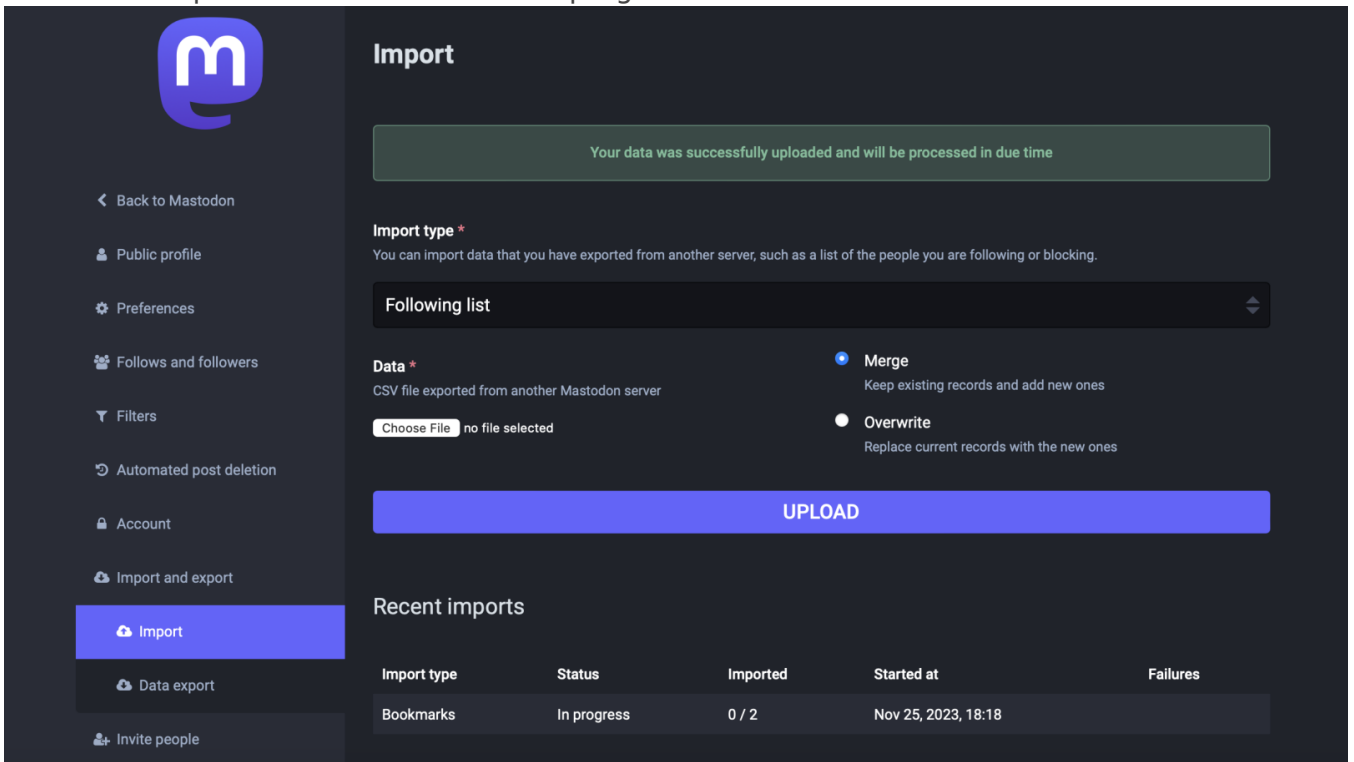 Import
Your data was successfully uploaded and will be processed in due time
Back to Mastodon
Public profile
Preferences
Follows and followers
Filters
Automated post deletion
Account
Import and export
Import
Data export
Invite people
Import type *
You can import data that you have exported from another server, such as a list of the people you are following or blocking.
Following list
Data *
CSV file exported from another Mastodon server
Choose File no file selected
Merge
Keep existing records and add new ones
Overwrite
Replace current records with the new ones
UPLOAD
Recent imports
Import type Status Imported Started at Failures
Bookmarks In progress 0 / 2 Nov 25, 2023, 18:18